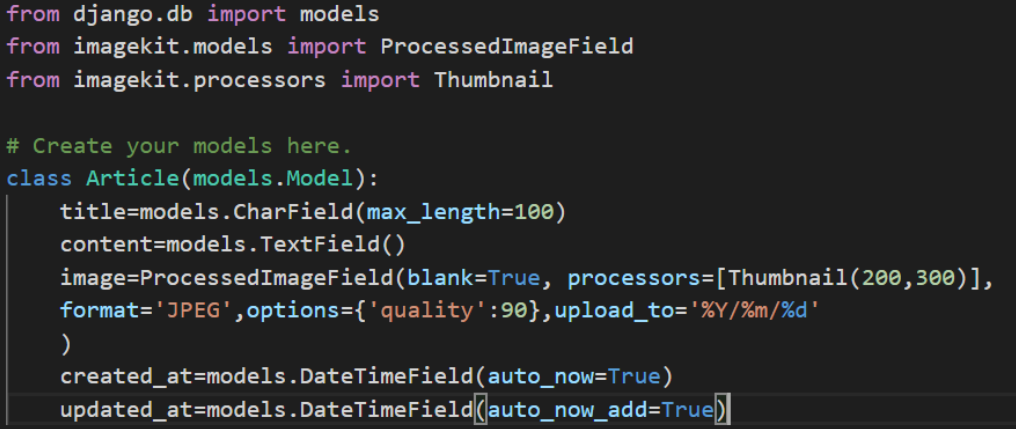 from django.db import models
from imagekit.models import ProcessedImageField
from imagekit.processors import Thumbnail

# Create your models here.
class Article(models.Model):
    title=models.CharField(max_length=100)
    content=models.TextField()
    image=ProcessedImageField(blank=True, processors=[Thumbnail(200,300)],
    format='JPEG',options={'quality':90},upload_to='%Y/%m/%d'
    )
    created_at=models.DateTimeField(auto_now=True)
    updated_at=models.DateTimeField(auto_now_add=True)